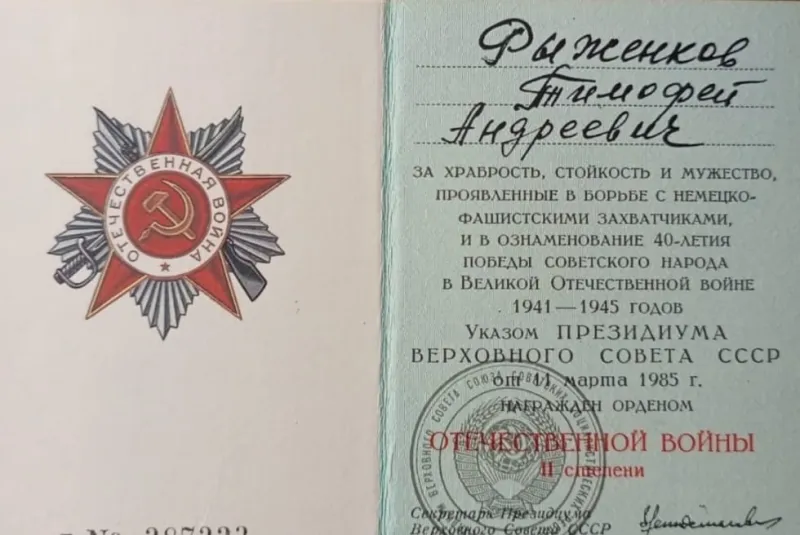 ОТЕЧЕСТВЕННАЯ ВОЙНА
Рыженков
Тимофей
Андреевич
ЗА ХРАБРОСТЬ, СТОЙКОСТЬ И МУЖЕСТВО,
ПРОЯВЛЕННЫЕ В БОРЬБЕ С НЕМЕЦКО-
ФАШИСТСКИМИ ЗАХВАТЧИКАМИ,
И В ОЗНАМЕНОВАНИЕ 40-ЛЕТИЯ
ПОБЕДЫ СОВЕТСКОГО НАРОДА
В ВЕЛИКОЙ ОТЕЧЕСТВЕННОЙ ВОЙНЕ
1941—1945 ГОДОВ
УКАЗОМ ПРЕЗИДИУМА
ВЕРХОВНОГО СОВЕТА СССР
от 11 марта 1985 г.
НАГРАЖДЕН ОРДЕНОМ
ОТЕЧЕСТВЕННОЙ ВОЙНЫ
II степени
Секретарь Президиума
Верховного Совета СССР